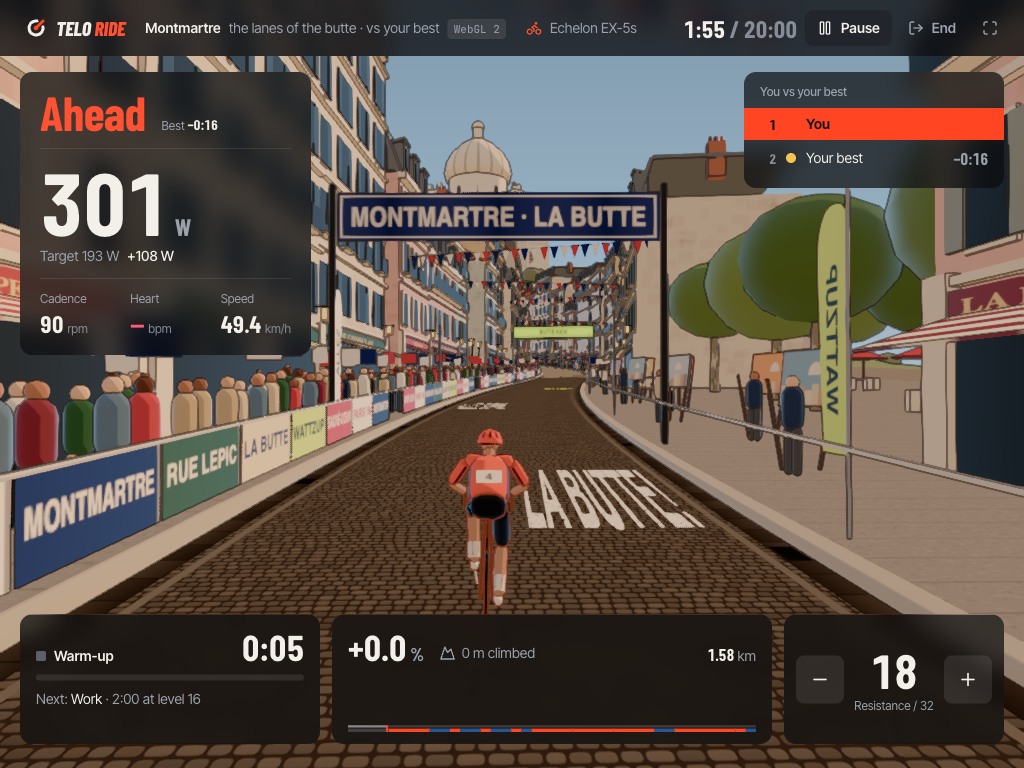 TELO RIDE Montmartre the lanes of the butte · vs your best WebGL 2 Echelon EX-5s 1:55 / 20:00 Pause End
Ahead Best −0:16
301 W
Target 193 W +108 W
Cadence Heart Speed
90 rpm – bpm 49.4 km/h
You vs your best
1 You
2 Your best −0:16
MONTMARTRE · LA BUTTE
WATTZUP
LA
MONTMARTRE
RUE LEPIC
LA BUTTE
WATTZUP
4
LA BUTTE!
Warm-up 0:05
Next: Work · 2:00 at level 16
+0.0 % 0 m climbed 1.58 km
− 18 +
Resistance / 32